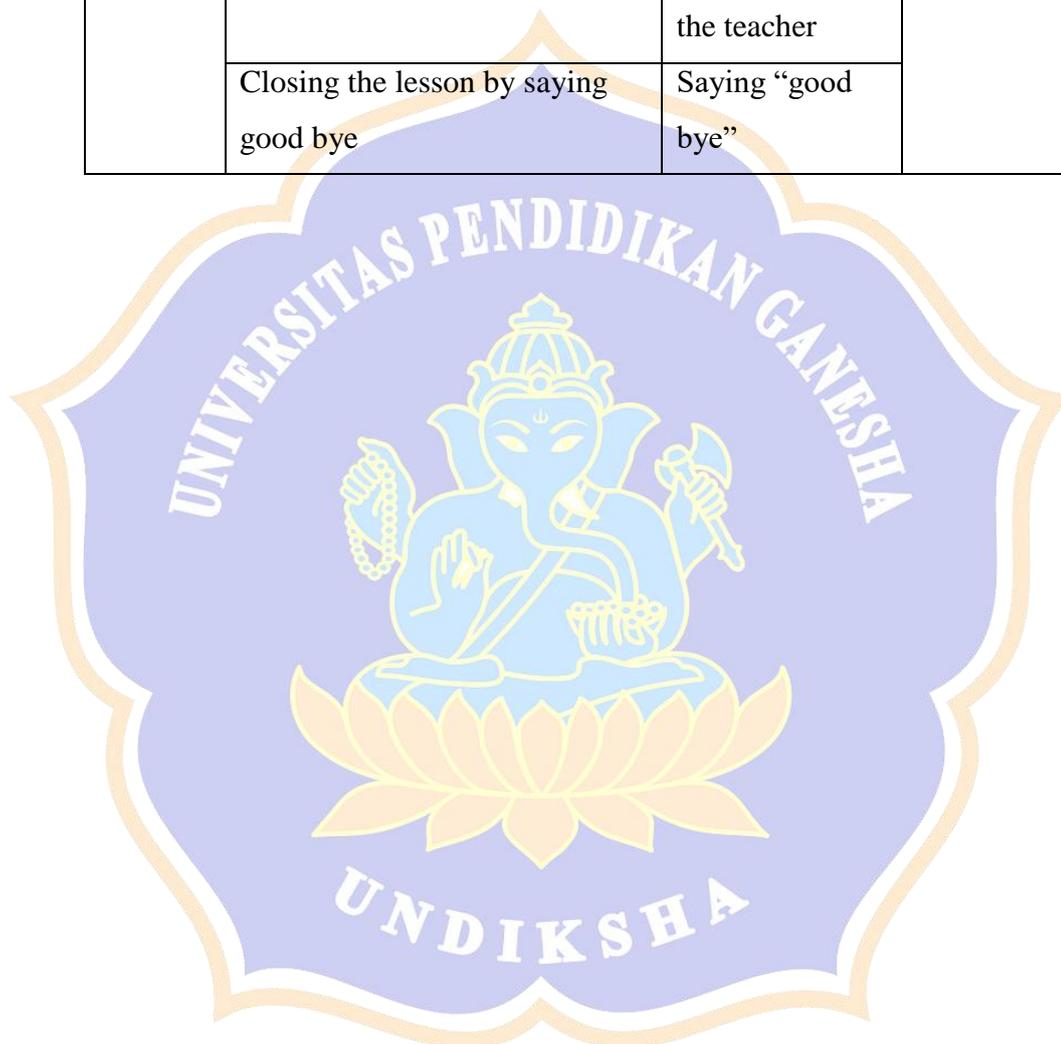 the teacher
Closing the lesson by saying
good bye
Saying “good
bye”
UNIVERSITAS PENDIDIKAN GANESHA
UNDIKSHA